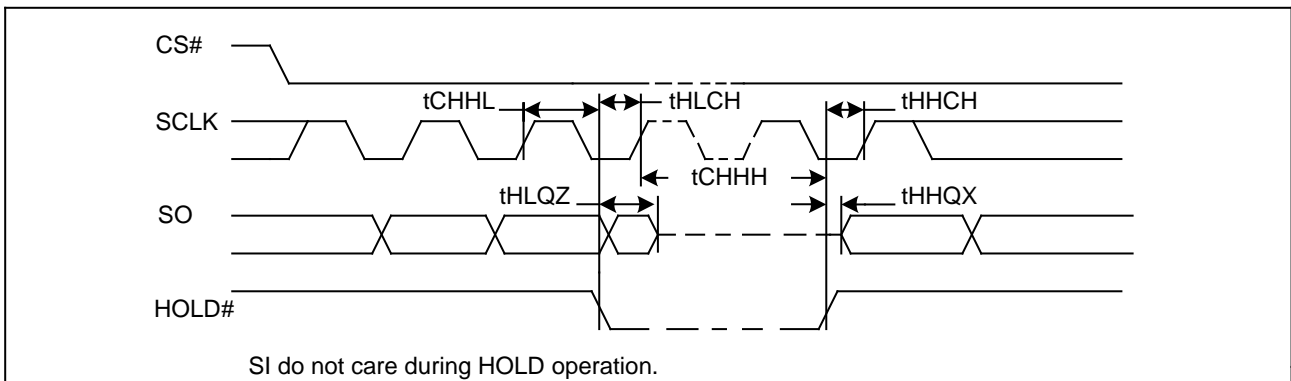 CS#
tCHHL
tHLCH
tHHCH
SCLK
tCHHH
tHLQZ
tHHQX
SO
HOLD#
SI do not care during HOLD operation.